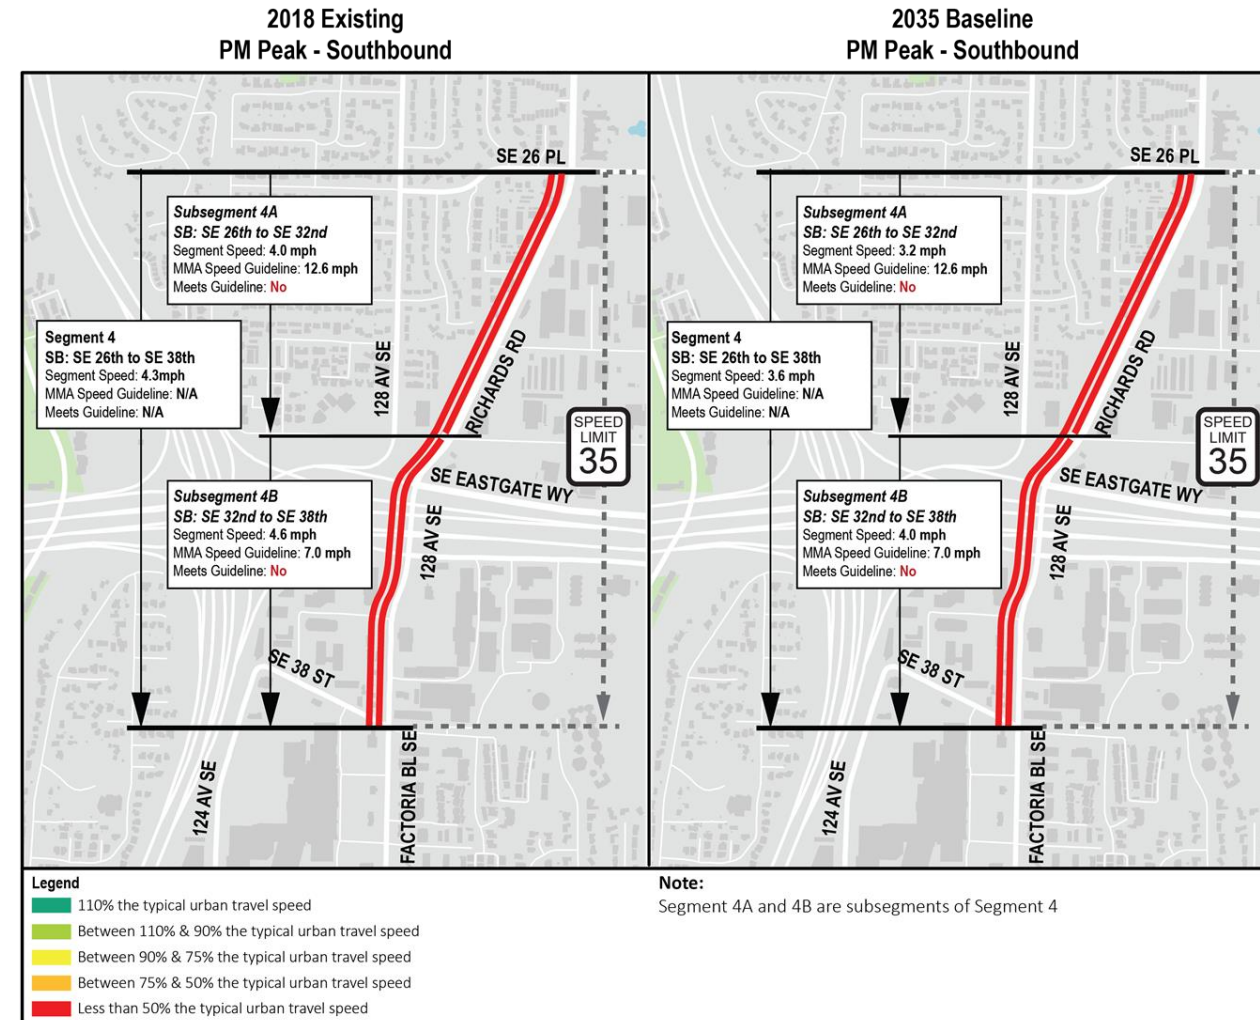 2018 Existing
PM Peak - Southbound
SE 26 PL
Subsegment 4A
SB: SE 26th to SE 32nd
Segment Speed: 4.0 mph
MMA Speed Guideline: 12.6 mph
Meets Guideline: No
Segment 4
SB: SE 26th to SE 38th
Segment Speed: 4.3mph
MMA Speed Guideline: N/A
Meets Guideline: N/A
128 AV SE
RICHARDS RD
SPEED
LIMIT
35
SE EASTGATE WY
Subsegment 4B
SB: SE 32nd to SE 38th
Segment Speed: 4.6 mph
MMA Speed Guideline: 7.0 mph
Meets Guideline: No
128 AV SE
SE 38 ST
124 AV SE
FACTORIA BL SE
2035 Baseline
PM Peak - Southbound
SE 26 PL
Subsegment 4A
SB: SE 26th to SE 32nd
Segment Speed: 3.2 mph
MMA Speed Guideline: 12.6 mph
Meets Guideline: No
Segment 4
SB: SE 26th to SE 38th
Segment Speed: 3.6 mph
MMA Speed Guideline: N/A
Meets Guideline: N/A
128 AV SE
RICHARDS RD
SPEED
LIMIT
35
SE EASTGATE WY
Subsegment 4B
SB: SE 32nd to SE 38th
Segment Speed: 4.0 mph
MMA Speed Guideline: 7.0 mph
Meets Guideline: No
128 AV SE
SE 38 ST
124 AV SE
FACTORIA BL SE
Legend
110% the typical urban travel speed
Between 110% & 90% the typical urban travel speed
Between 90% & 75% the typical urban travel speed
Between 75% & 50% the typical urban travel speed
Less than 50% the typical urban travel speed
Note:
Segment 4A and 4B are subsegments of Segment 4